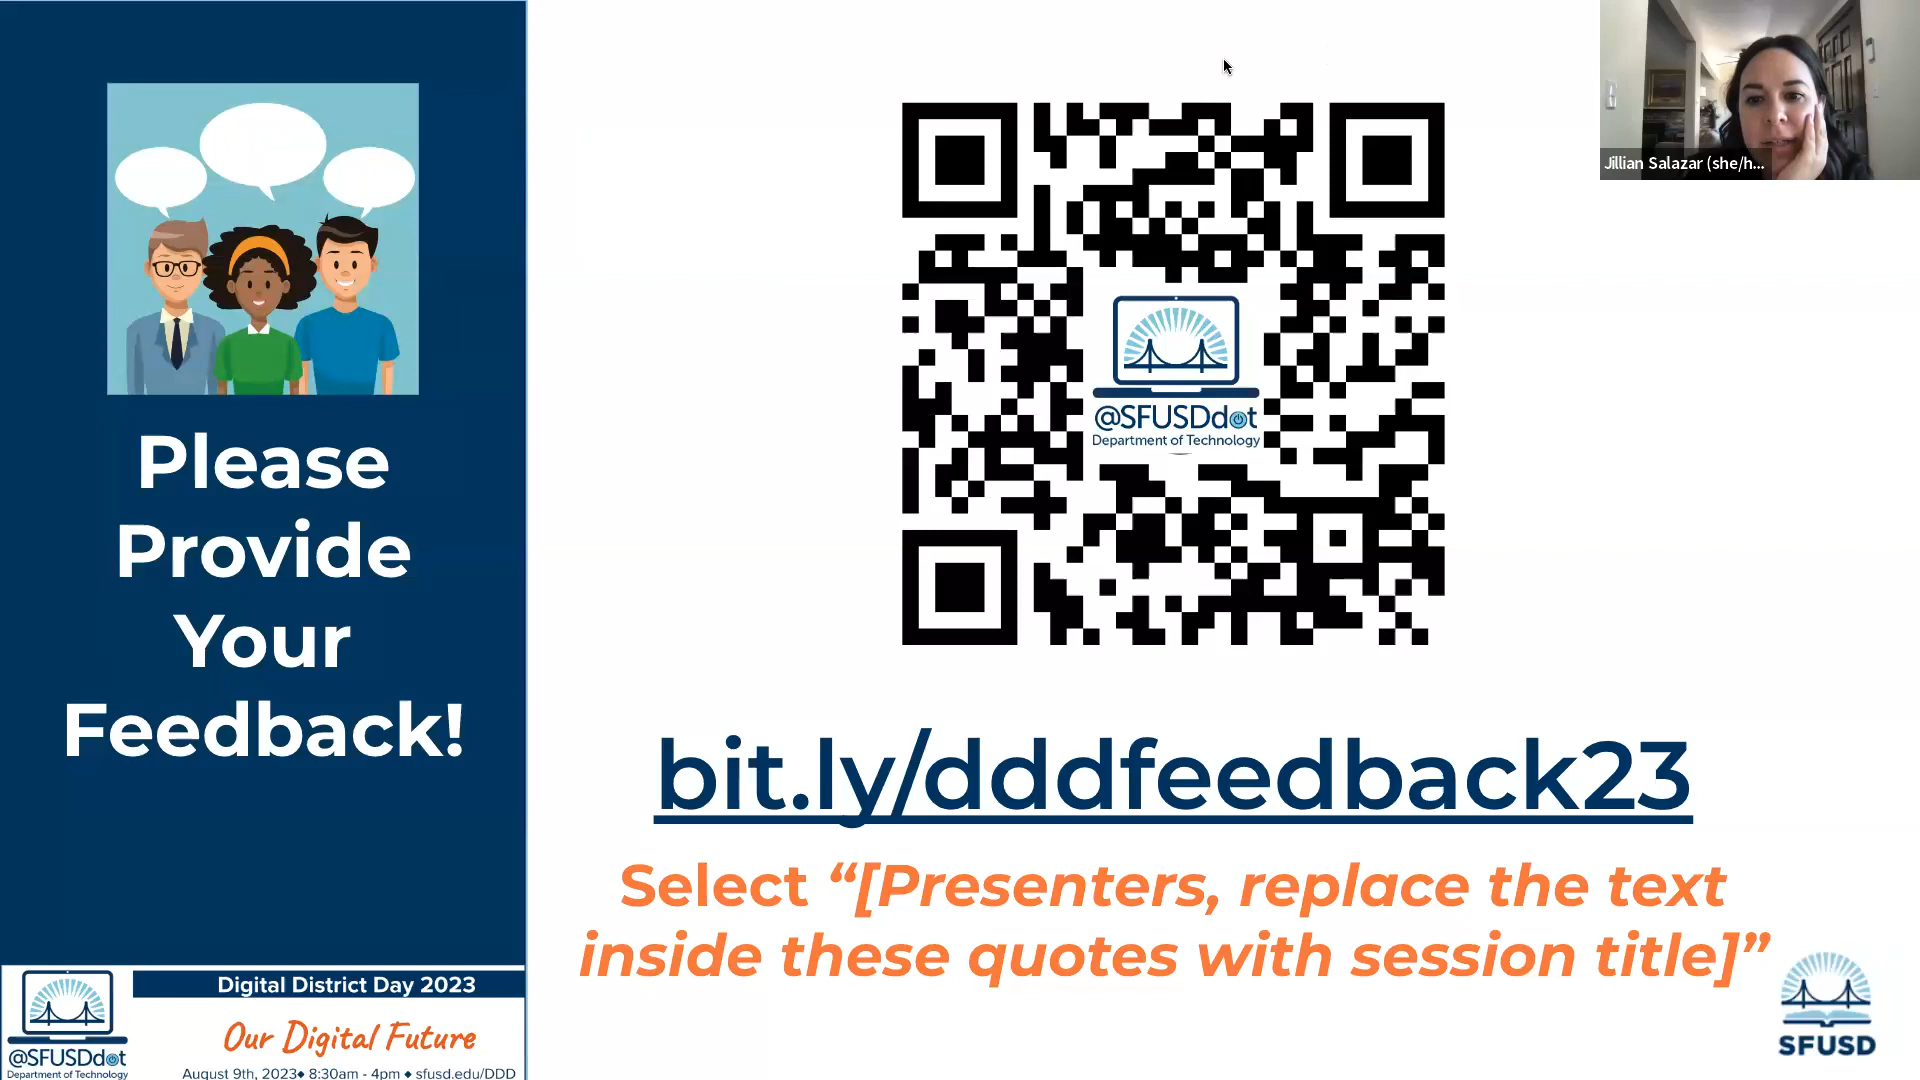 Please
Provide
Your
Feedback!
Jillian Salazar (she/h...
@SFUSDdot
Department of Technology
bit.ly/dddfeedback23
Select “[Presenters, replace the text
inside these quotes with session title]”
Digital District Day 2023
Our Digital Future
August 9th, 2023◆ 8:30am - 4pm ◆ sfusd.edu/DDD
@SFUSDdot
Department of Technology
SFUSD